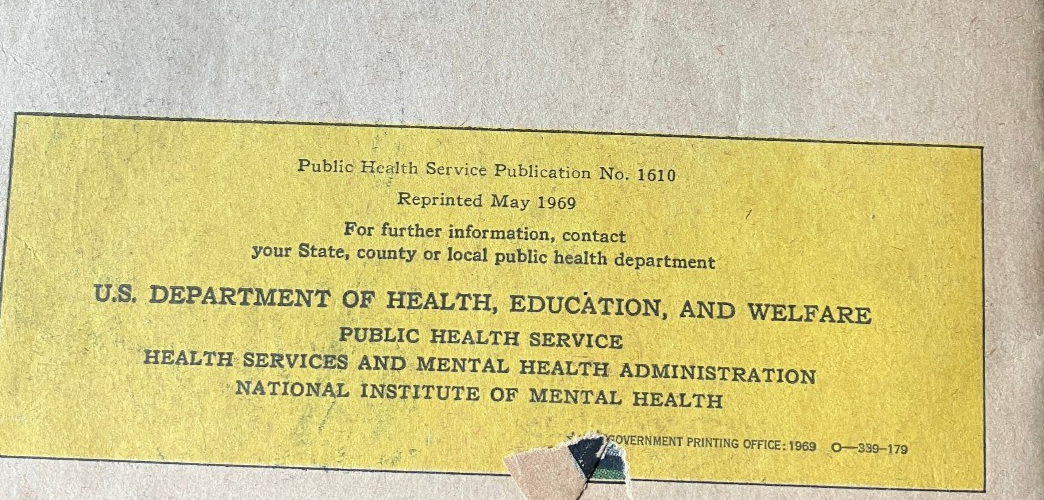 Public Health Service Publication No. 1610
Reprinted May 1969
For further information, contact
your State, county or local public health department
U.S. DEPARTMENT OF HEALTH, EDUCATION, AND WELFARE
PUBLIC HEALTH SERVICE
HEALTH SERVICES AND MENTAL HEALTH ADMINISTRATION
NATIONAL INSTITUTE OF MENTAL HEALTH
GOVERNMENT PRINTING OFFICE: 1969 O—339-179